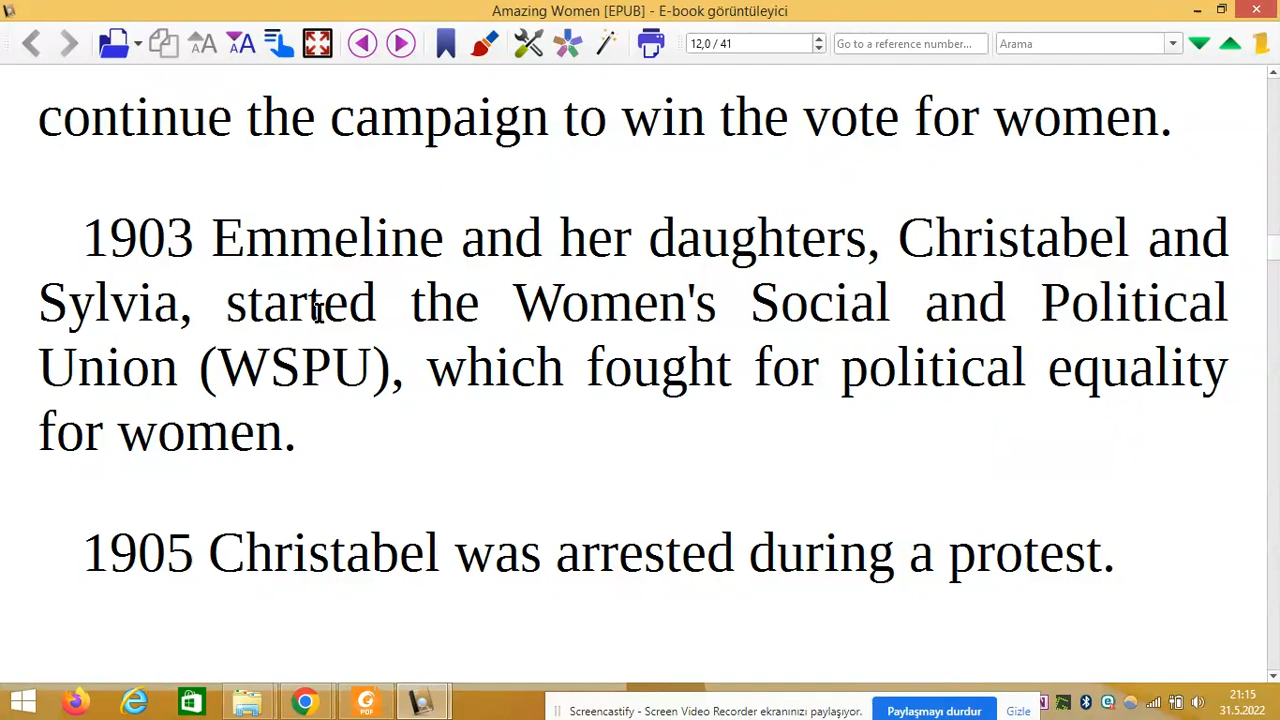 Amazing Women [EPUB] - E-book görüntüleyici
12,0 / 41
Go to a reference number...
Arama
continue the campaign to win the vote for women.
1903 Emmeline and her daughters, Christabel and
Sylvia, started the Women's Social and Political
Union (WSPU), which fought for political equality
for women.
1905 Christabel was arrested during a protest.
Screencastify - Screen Video Recorder ekranınızı paylaşıyor.
Paylaşmayı durdur
Gizle
21:15
31.5.2022